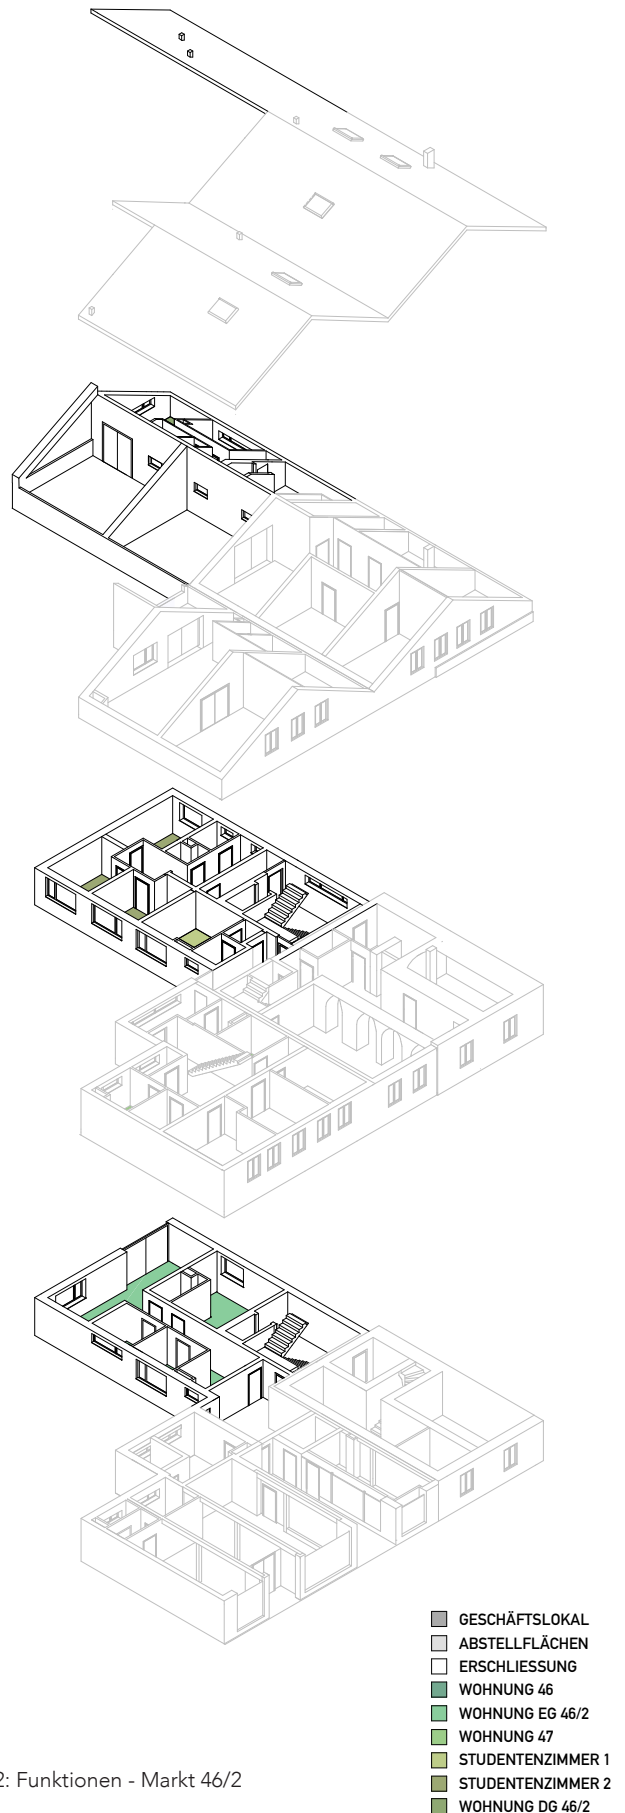 GESCHÄFTSLOKAL
ABSTELLFLÄCHEN
ERSCHLIESSUNG
WOHNUNG 46
WOHNUNG EG 46/2
WOHNUNG 47
STUDENTENZIMMER 1
STUDENTENZIMMER 2
2: Funktionen - Markt 46/2
WOHNUNG DG 46/2